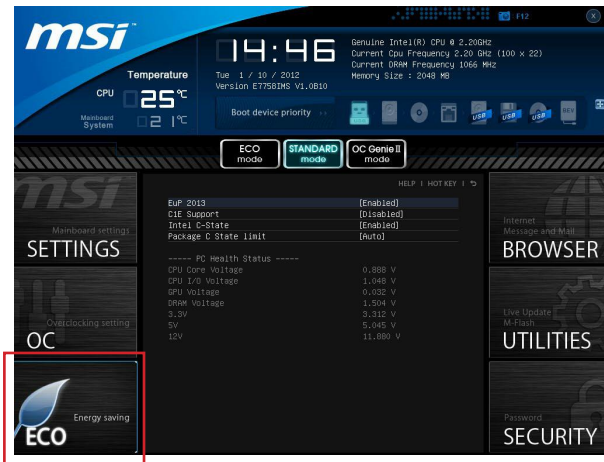 msi
F12
14:46
Tue 1 / 10 / 2012
Version E7758IMS V1.0B10
Genuine Intel(R) CPU @ 2.20GHz
Current Cpu Frequency 2.20 GHz (100 x 22)
Current DRAM Frequency 1066 MHz
Memory Size : 2048 MB
Temperature
CPU 25°C
Mainboard
System 21°C
Boot device priority
USB
USB
USB
BEV
ECO
mode
STANDARD
mode
OC Genie II
mode
HELP | HOT KEY |
msi
Mainboard settings
SETTINGS
Overclocking setting
OC
Energy saving
ECO
EuP 2013 [Enabled]
C1E Support [Disabled]
Intel C-State [Enabled]
Package C State limit [Auto]
----- PC Health Status -----
CPU Core Voltage 0.888 V
CPU I/O Voltage 1.048 V
GPU Voltage 0.032 V
DRAM Voltage 1.504 V
3.3V 3.312 V
5V 5.045 V
12V 11.880 V
Internet
Message and Mail
BROWSER
Live Update
M-Flash
UTILITIES
Password
SECURITY